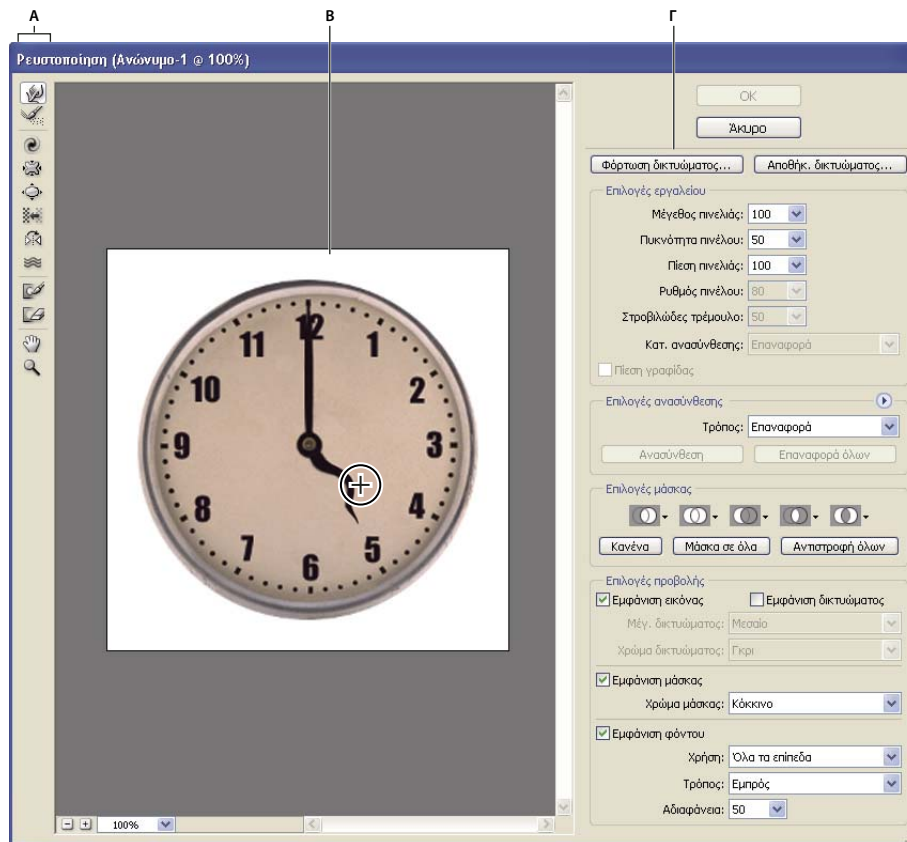 Α Β Γ
Ρευστοποίηση (Ανώνυμο-1 @ 100%)
OK
Άκυρο
Φόρτωση δικτυώματος... Αποθήκ. δικτυώματος...
Επιλογές εργαλείου
Μέγεθος πινελιάς: 100
Πυκνότητα πινέλου: 50
Πίεση πινελιάς: 100
Ρυθμός πινέλου: 80
Στροβιλώδες τρέμουλο: 50
Κατ. ανασύνθεσης: Επαναφορά
Πίεση γραφίδας
Επιλογές ανασύνθεσης
Τρόπος: Επαναφορά
Ανασύνθεση Επαναφορά όλων
Επιλογές μάσκας
Κανένα Μάσκα σε όλα Αντιστροφή όλων
Επιλογές προβολής
Εμφάνιση εικόνας Εμφάνιση δικτυώματος
Μέγ. δικτυώματος: Μεσαίο
Χρώμα δικτυώματος: Γκρι
Εμφάνιση μάσκας
Χρώμα μάσκας: Κόκκινο
Εμφάνιση φόντου
Χρήση: Όλα τα επίπεδα
Τρόπος: Εμπρός
Αδιαφάνεια: 50
12
11 1
10 2
9 3
8 4
7 5
6
100%